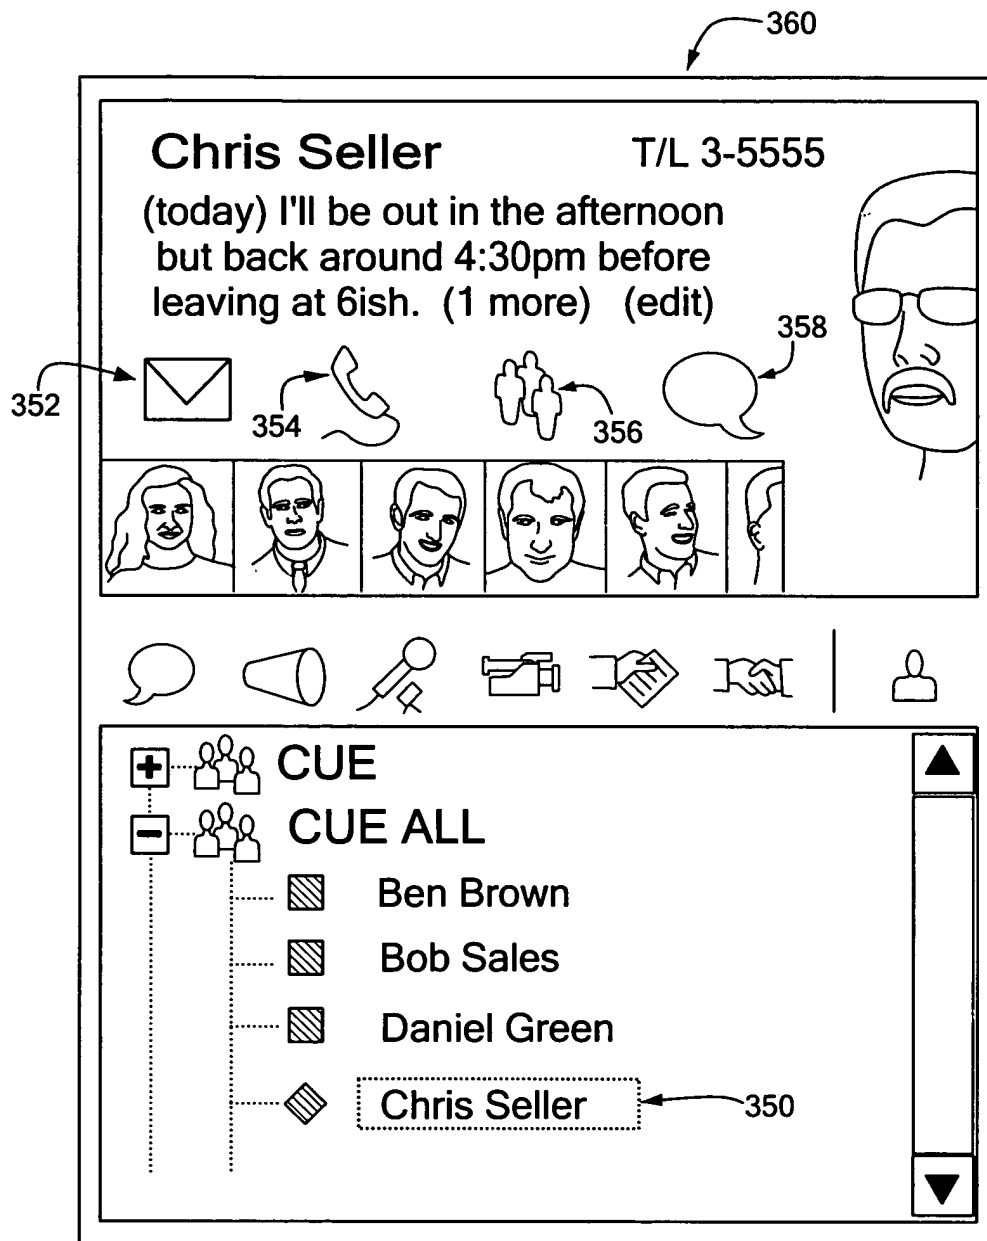 360
Chris Seller T/L 3-5555
(today) I'll be out in the afternoon
but back around 4:30pm before
leaving at 6ish. (1 more) (edit)
358
352
354
356
CUE
CUE ALL
Ben Brown
Bob Sales
Daniel Green
Chris Seller 350